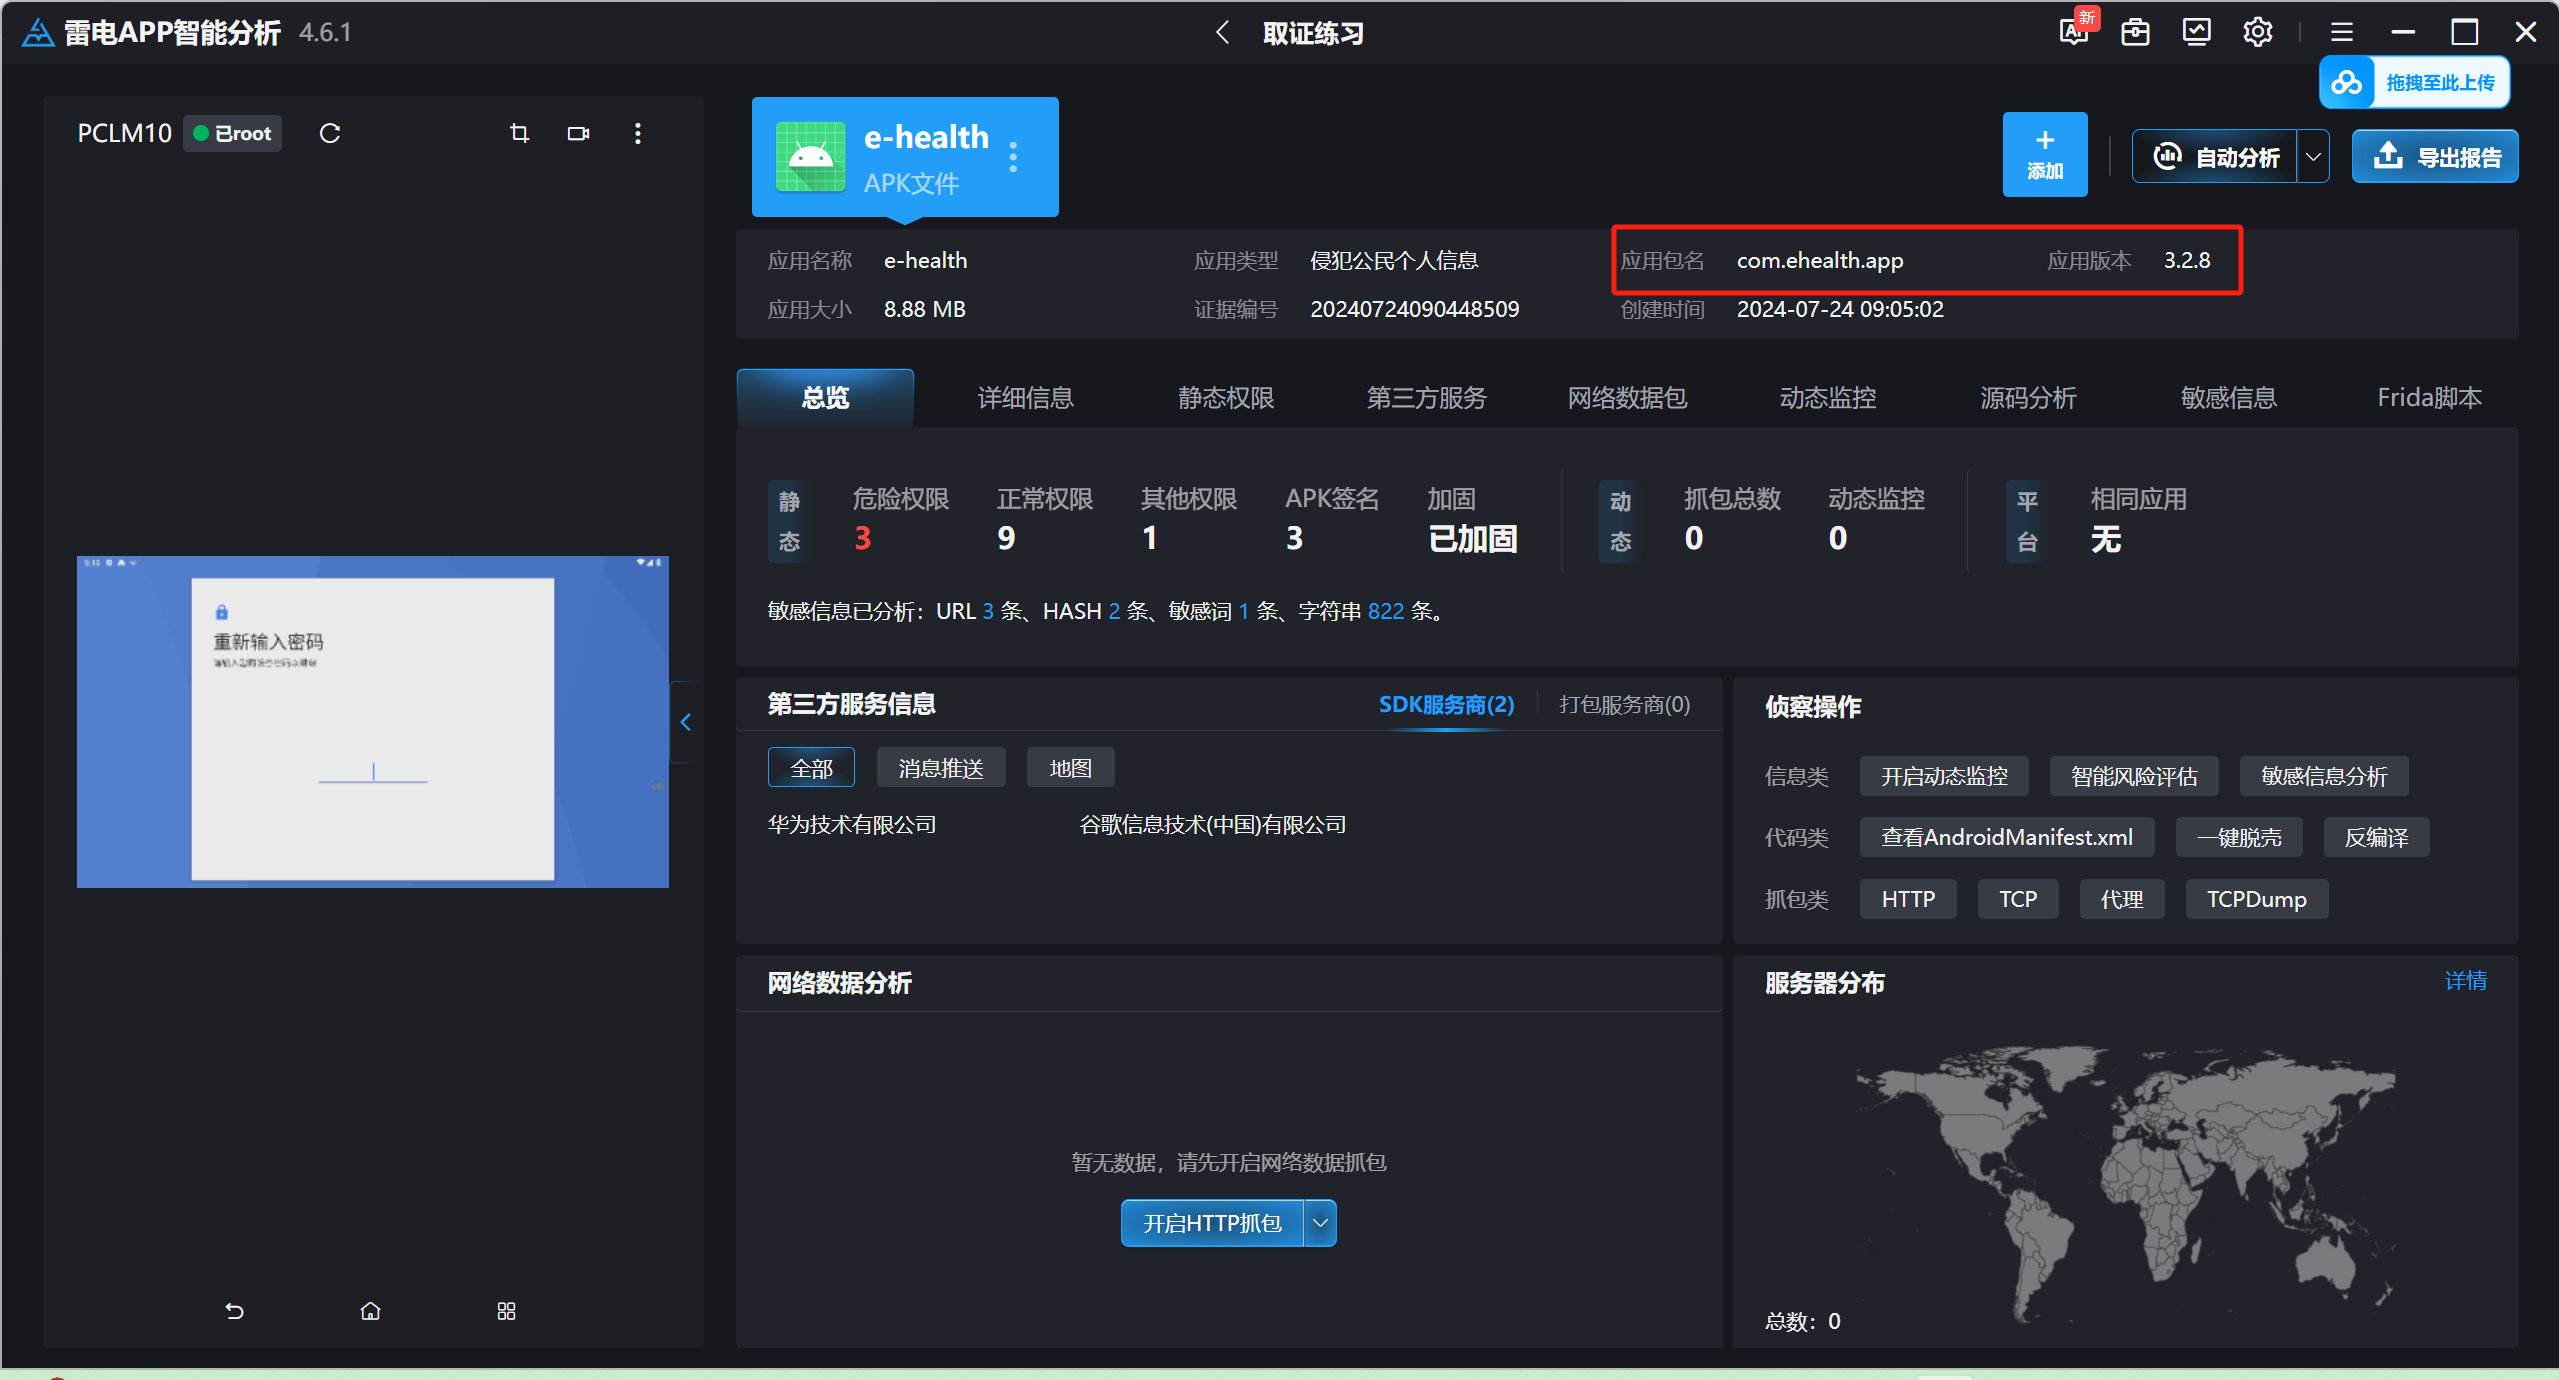 雷电APP智能分析 4.6.1
取证练习
新
拖拽至此上传
PCLM10 已root
e-health
APK文件
添加
自动分析
导出报告
应用名称 e-health 应用类型 侵犯公民个人信息 应用包名 com.ehealth.app 应用版本 3.2.8
应用大小 8.88 MB 证据编号 20240724090448509 创建时间 2024-07-24 09:05:02
总览 详细信息 静态权限 第三方服务 网络数据包 动态监控 源码分析 敏感信息 Frida脚本
静态 危险权限 正常权限 其他权限 APK签名 加固 动态 抓包总数 动态监控 平台 相同应用
3 9 1 3 已加固 0 0 无
敏感信息已分析：URL 3 条、HASH 2 条、敏感词 1 条、字符串 822 条。
重新输入密码
第三方服务信息 SDK服务商(2) 打包服务商(0)
全部 消息推送 地图
华为技术有限公司 谷歌信息技术(中国)有限公司
侦察操作
信息类 开启动态监控 智能风险评估 敏感信息分析
代码类 查看AndroidManifest.xml 一键脱壳 反编译
抓包类 HTTP TCP 代理 TCPDump
网络数据分析
暂无数据，请先开启网络数据抓包
开启HTTP抓包
服务器分布 详情
总数：0